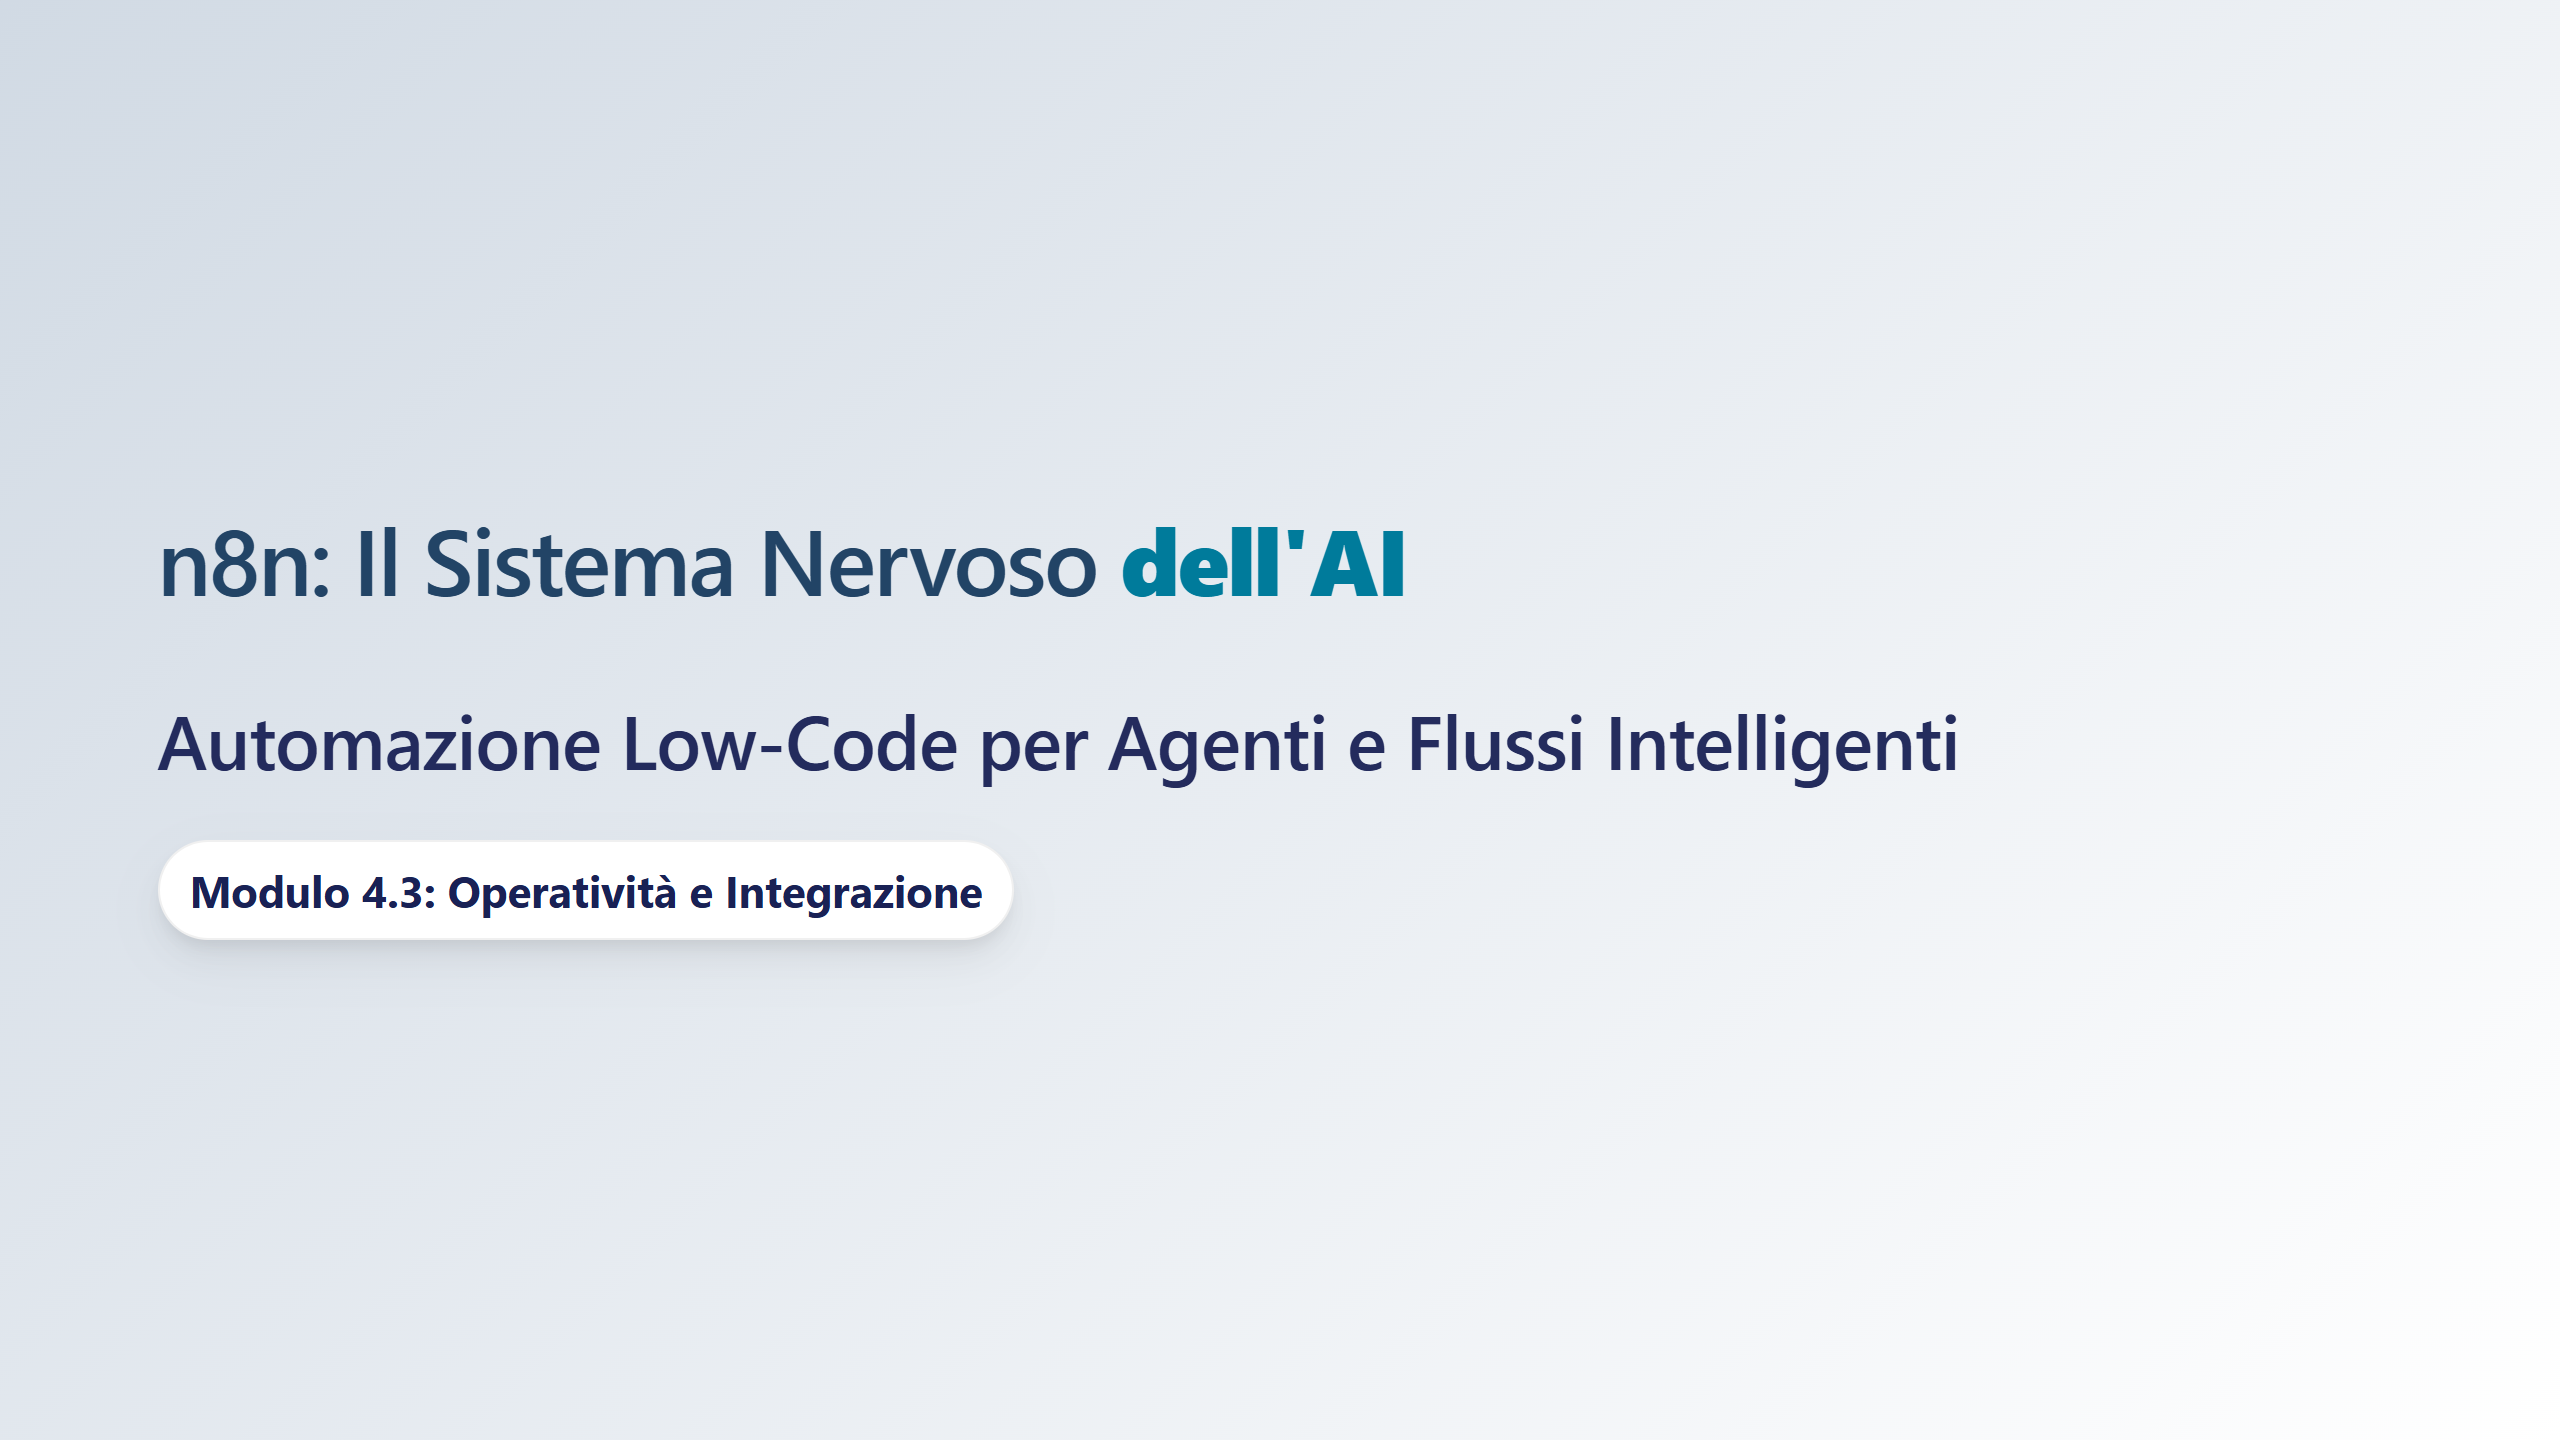 n8n: Il Sistema Nervoso dell'AI
Automazione Low-Code per Agenti e Flussi Intelligenti
Modulo 4.3: Operatività e Integrazione